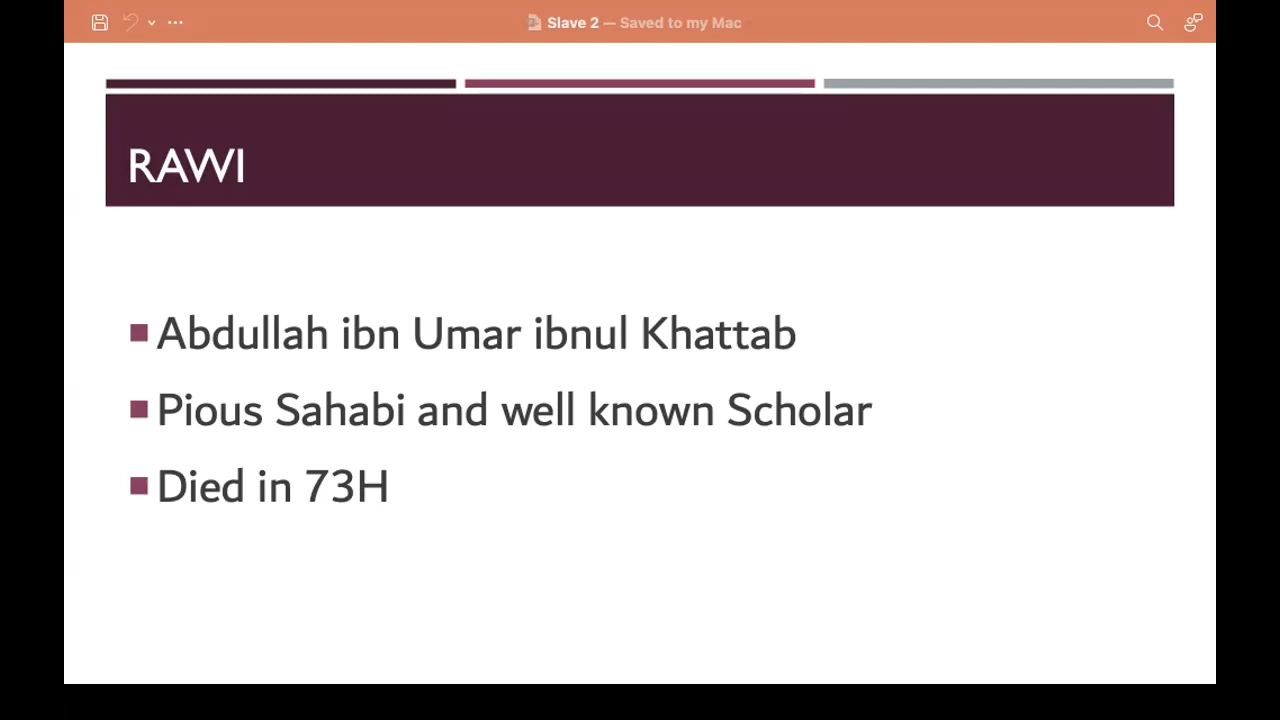 Slave 2 — Saved to my Mac
RAWI
Abdullah ibn Umar ibnul Khattab
Pious Sahabi and well known Scholar
Died in 73H